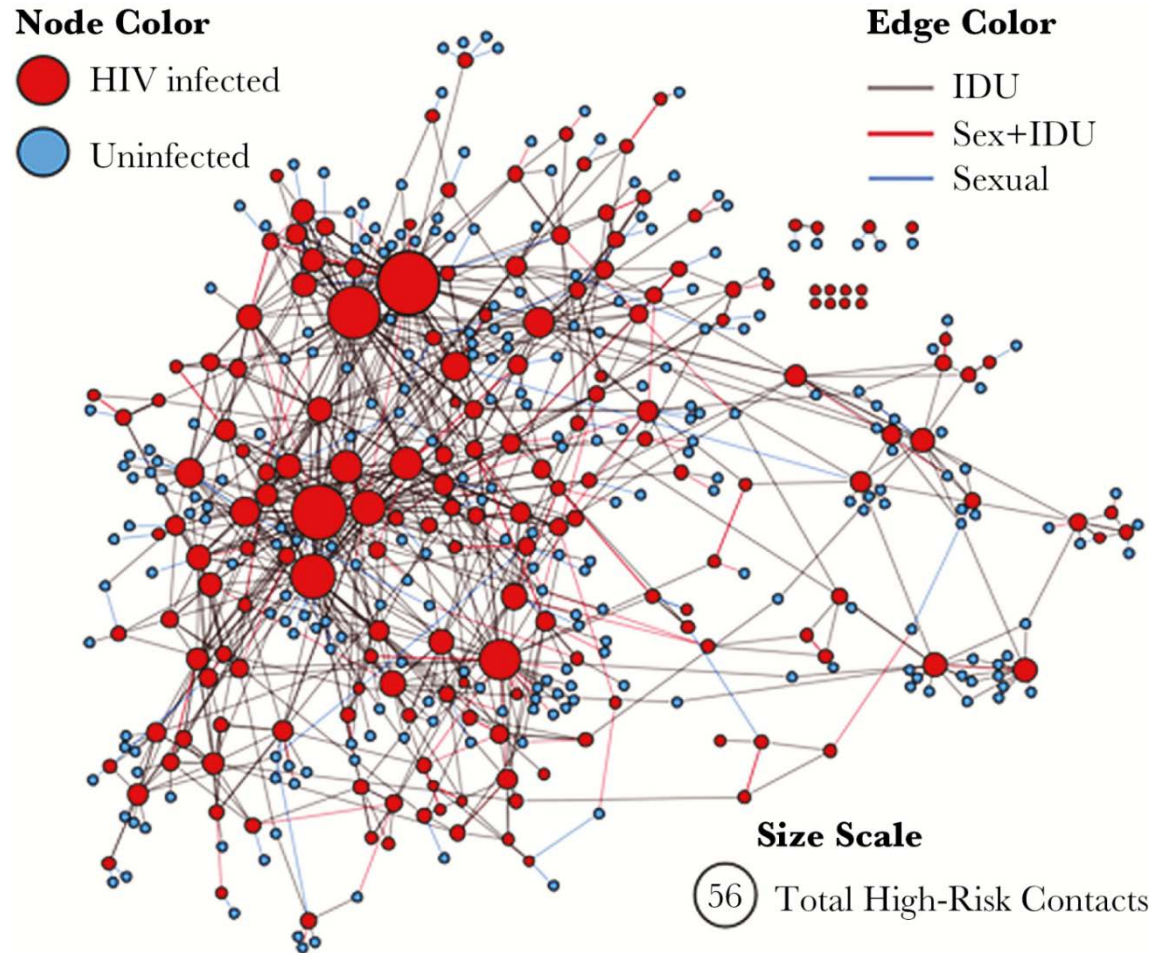 Node Color
HIV infected
Uninfected
Edge Color
IDU
Sex+IDU
Sexual
Size Scale
56 Total High-Risk Contacts